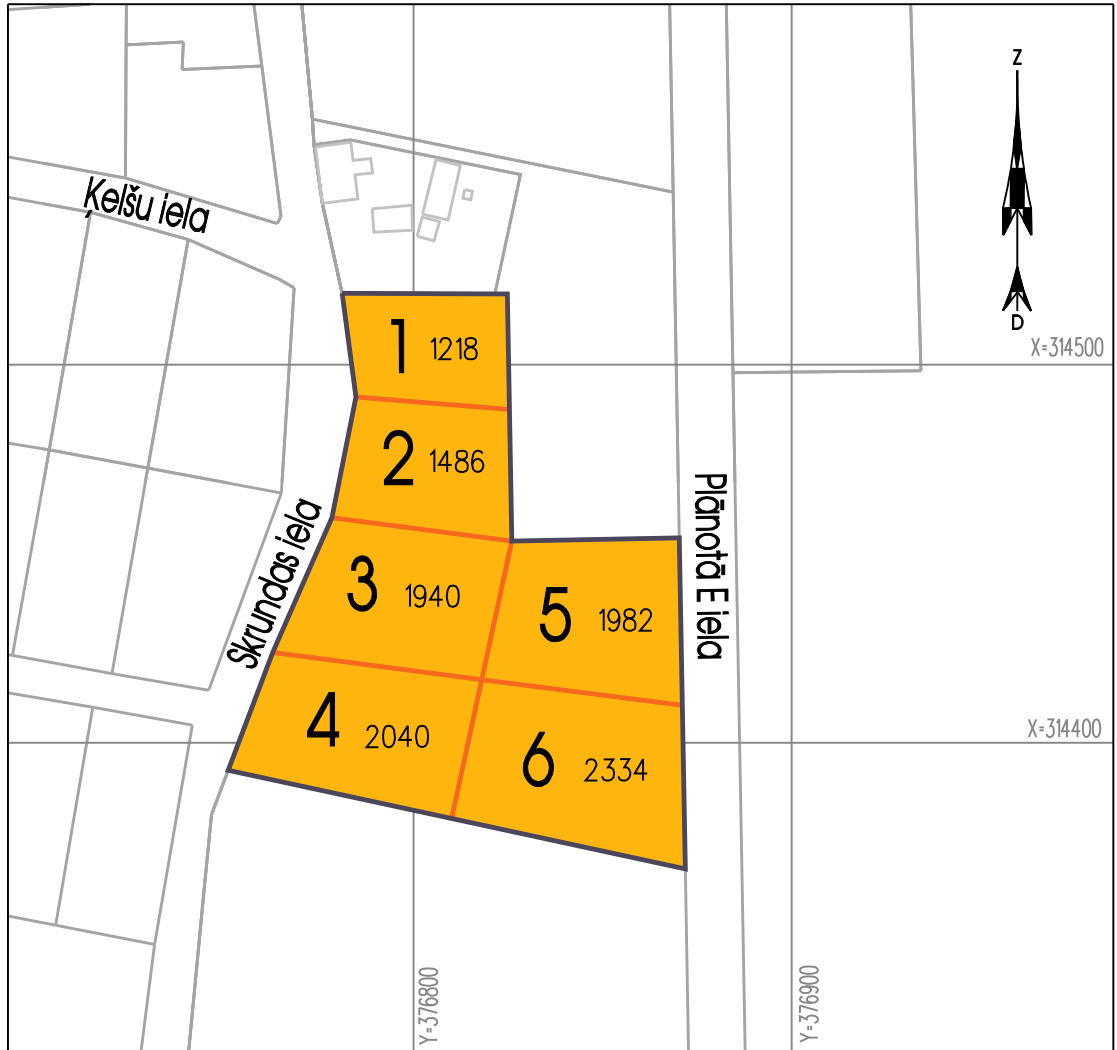 Z
Ķelšu iela
D
X=314500
1 1218
2 1486
Skrundas iela
Plānotā E iela
3 1940
5 1982
4 2040
6 2334
X=314400
Y=376800
Y=376900